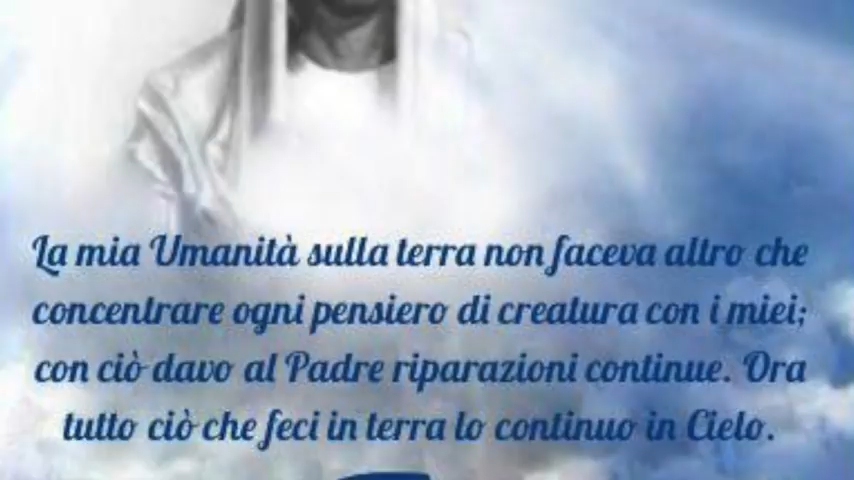 La mia Umanità sulla terra non faceva altro che
concentrare ogni pensiero di creatura con i miei;
con ciò davo al Padre riparazioni continue. Ora
tutto ciò che feci in terra lo continuo in Cielo.